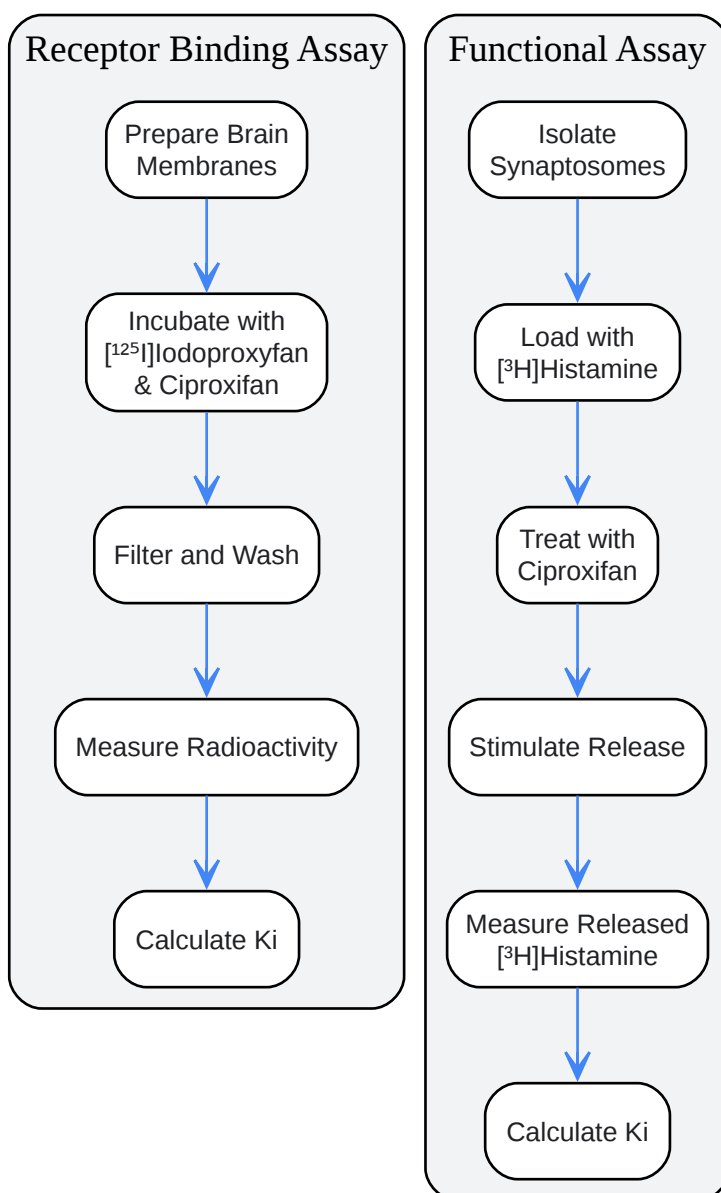 Receptor Binding Assay
Prepare Brain
Membranes
Incubate with
[¹²⁵I]Iodoproxyfan
& Ciproxifan
Filter and Wash
Measure Radioactivity
Calculate Ki
Functional Assay
Isolate
Synaptosomes
Load with
[³H]Histamine
Treat with
Ciproxifan
Stimulate Release
Measure Released
[³H]Histamine
Calculate Ki